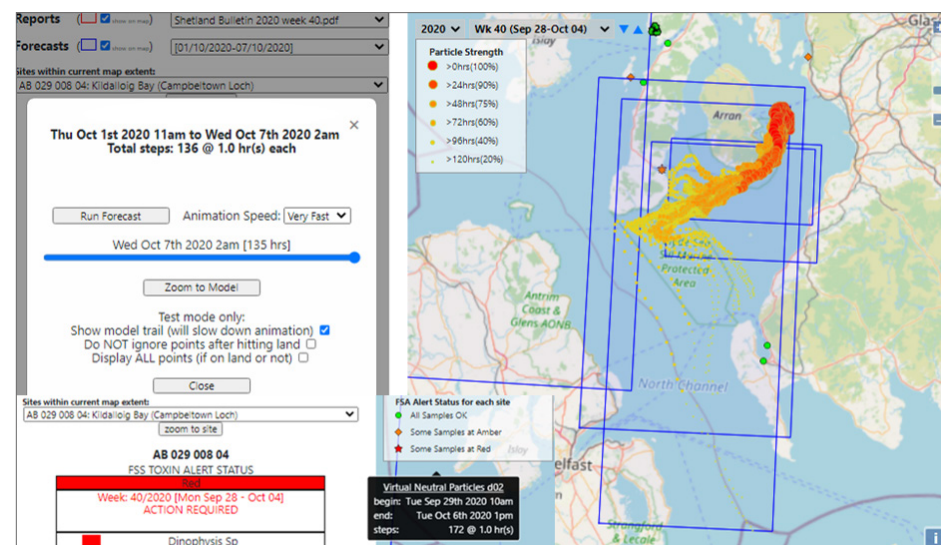 Reports ( show on map)
Shetland Bulletin 2020 week 40.pdf
Forecasts ( show on map)
[01/10/2020-07/10/2020]
Sites within current map extent:
AB 029 008 04: Kildalloig Bay (Campbeltown Loch)
×
Thu Oct 1st 2020 11am to Wed Oct 7th 2020 2am
Total steps: 136 @ 1.0 hr(s) each
Run Forecast
Animation Speed: Very Fast
Wed Oct 7th 2020 2am [135 hrs]
Zoom to Model
Test mode only:
Show model trail (will slow down animation)
Do NOT ignore points after hitting land
Display ALL points (if on land or not)
Close
Sites within current map extent:
AB 029 008 04: Kildalloig Bay (Campbeltown Loch)
zoom to site
AB 029 008 04
FSS TOXIN ALERT STATUS
Red
Week: 40/2020 [Mon Sep 28 - Oct 04]
ACTION REQUIRED
Dinophysis Sp
2020
Wk 40 (Sep 28-Oct 04)
Islay
Particle Strength
>0hrs(100%)
>24hrs(90%)
>48hrs(75%)
>72hrs(60%)
>96hrs(40%)
>120hrs(20%)
Glas
Arran
Protected
Area
Antrim
Coast &
Glens AONB
North Channel
FSA Alert Status for each site
All Samples OK
Some Samples at Amber
Some Samples at Red
Islay
elfast
Virtual Neutral Particles d02
begin: Tue Sep 29th 2020 10am
end: Tue Oct 6th 2020 1pm
steps: 172 @ 1.0 hr(s)
Strangford
& Lecale
i